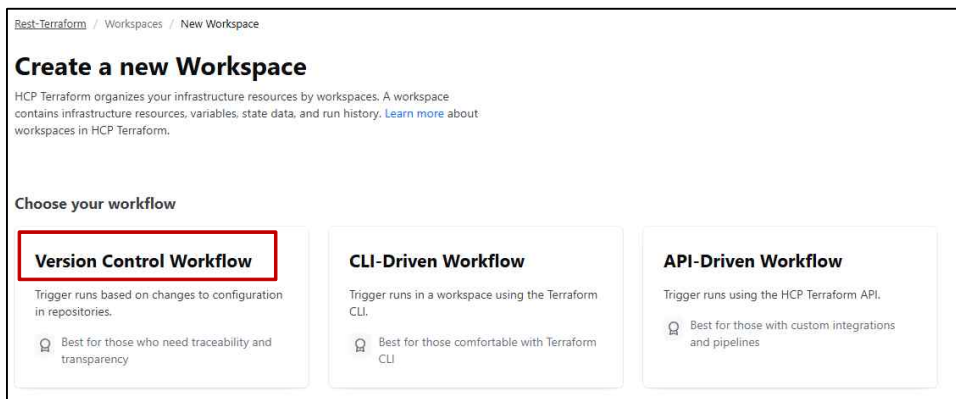 Rest-Terraform / Workspaces / New Workspace
Create a new Workspace
HCP Terraform organizes your infrastructure resources by workspaces. A workspace
contains infrastructure resources, variables, state data, and run history. Learn more about
workspaces in HCP Terraform.
Choose your workflow
Version Control Workflow
Trigger runs based on changes to configuration
in repositories.
Best for those who need traceability and
transparency
CLI-Driven Workflow
Trigger runs in a workspace using the Terraform
CLI.
Best for those comfortable with Terraform
CLI
API-Driven Workflow
Trigger runs using the HCP Terraform API.
Best for those with custom integrations
and pipelines